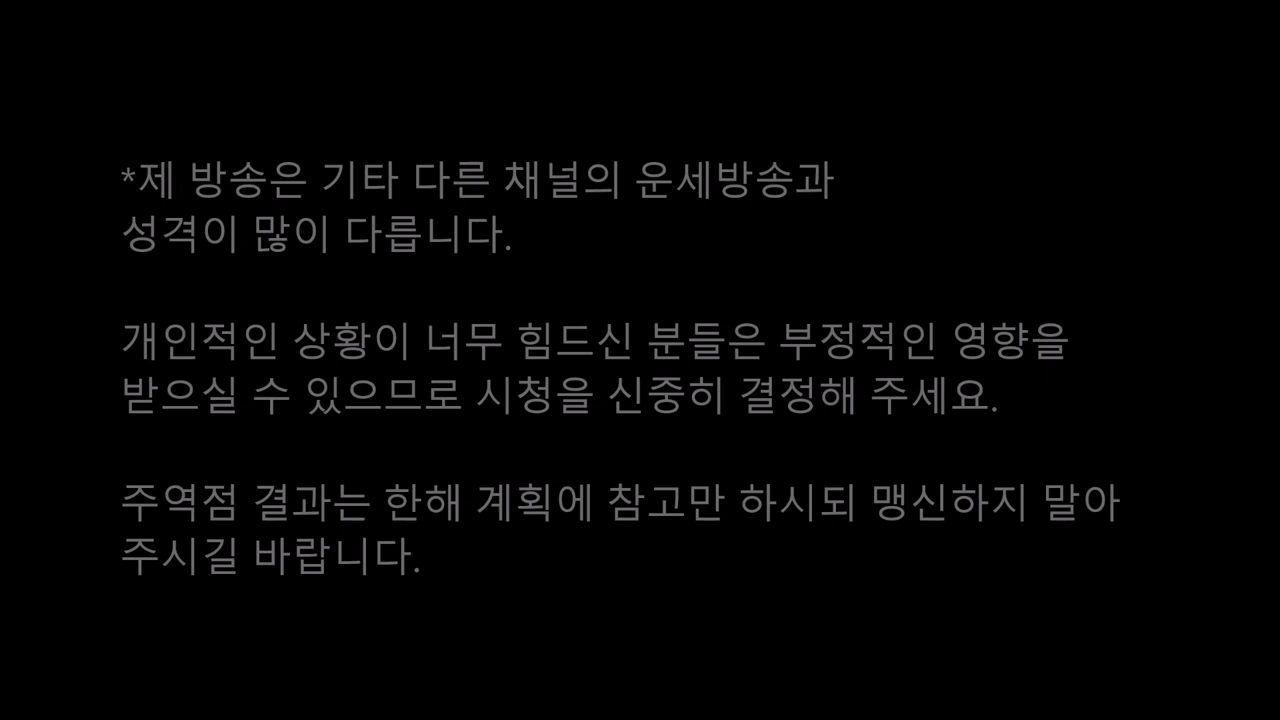 *제 방송은 기타 다른 채널의 운세방송과
성격이 많이 다릅니다.
개인적인 상황이 너무 힘드신 분들은 부정적인 영향을
받으실 수 있으므로 시청을 신중히 결정해 주세요.
주역점 결과는 한해 계획에 참고만 하시되 맹신하지 말아
주시길 바랍니다.